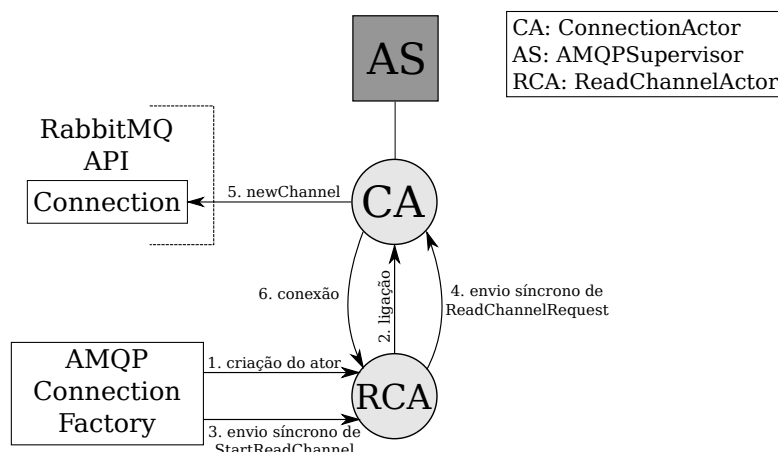 AS
CA: ConnectionActor
AS: AMQPSupervisor
RCA: ReadChannelActor
RabbitMQ
API
Connection
5. newChannel
CA
6. conexão
2. ligação
4. envio síncrono de
ReadChannelRequest
AMQP
Connection
Factory
1. criação do ator
3. envio síncrono de
StartReadChannel
RCA